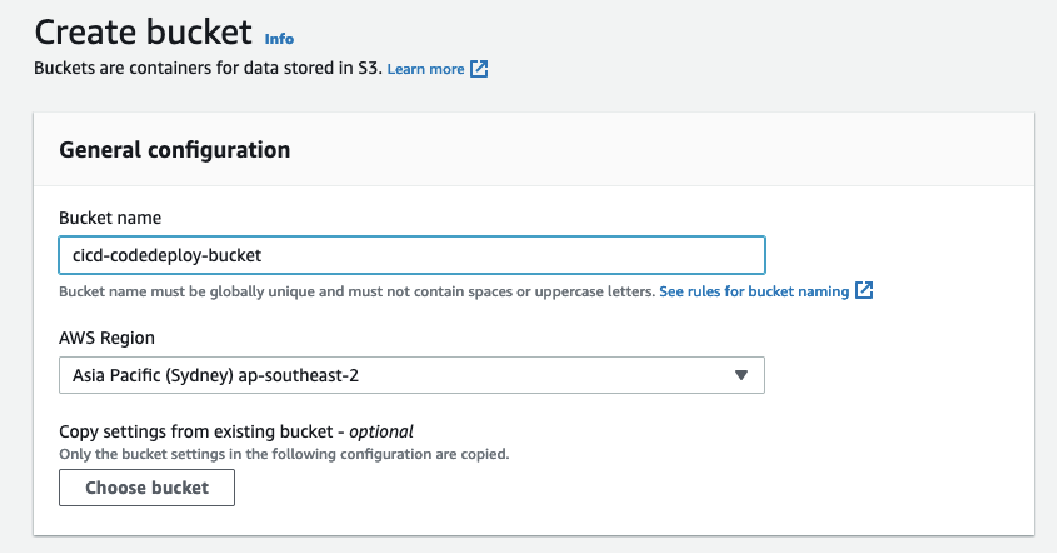 Create bucket Info
Buckets are containers for data stored in S3. Learn more
General configuration
Bucket name
cicd-codedeploy-bucket
Bucket name must be globally unique and must not contain spaces or uppercase letters. See rules for bucket naming
AWS Region
Asia Pacific (Sydney) ap-southeast-2
Copy settings from existing bucket - optional
Only the bucket settings in the following configuration are copied.
Choose bucket